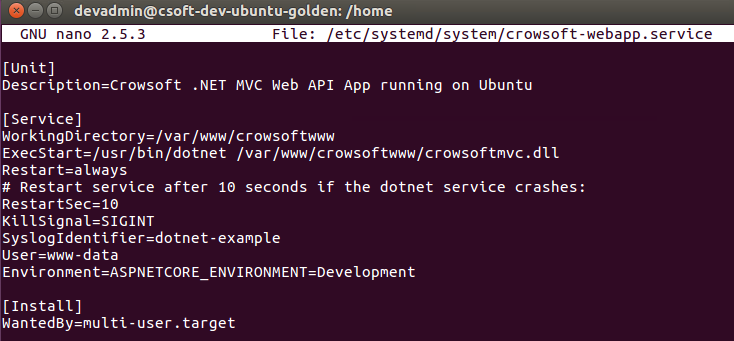 devadmin@csoft-dev-ubuntu-golden: /home
GNU nano 2.5.3 File: /etc/systemd/system/crowsoft-webapp.service
[Unit]
Description=Crowsoft .NET MVC Web API App running on Ubuntu
[Service]
WorkingDirectory=/var/www/crowsoftwww
ExecStart=/usr/bin/dotnet /var/www/crowsoftwww/crowsoftmvc.dll
Restart=always
# Restart service after 10 seconds if the dotnet service crashes:
RestartSec=10
KillSignal=SIGINT
SyslogIdentifier=dotnet-example
User=www-data
Environment=ASPNETCORE_ENVIRONMENT=Development
[Install]
WantedBy=multi-user.target